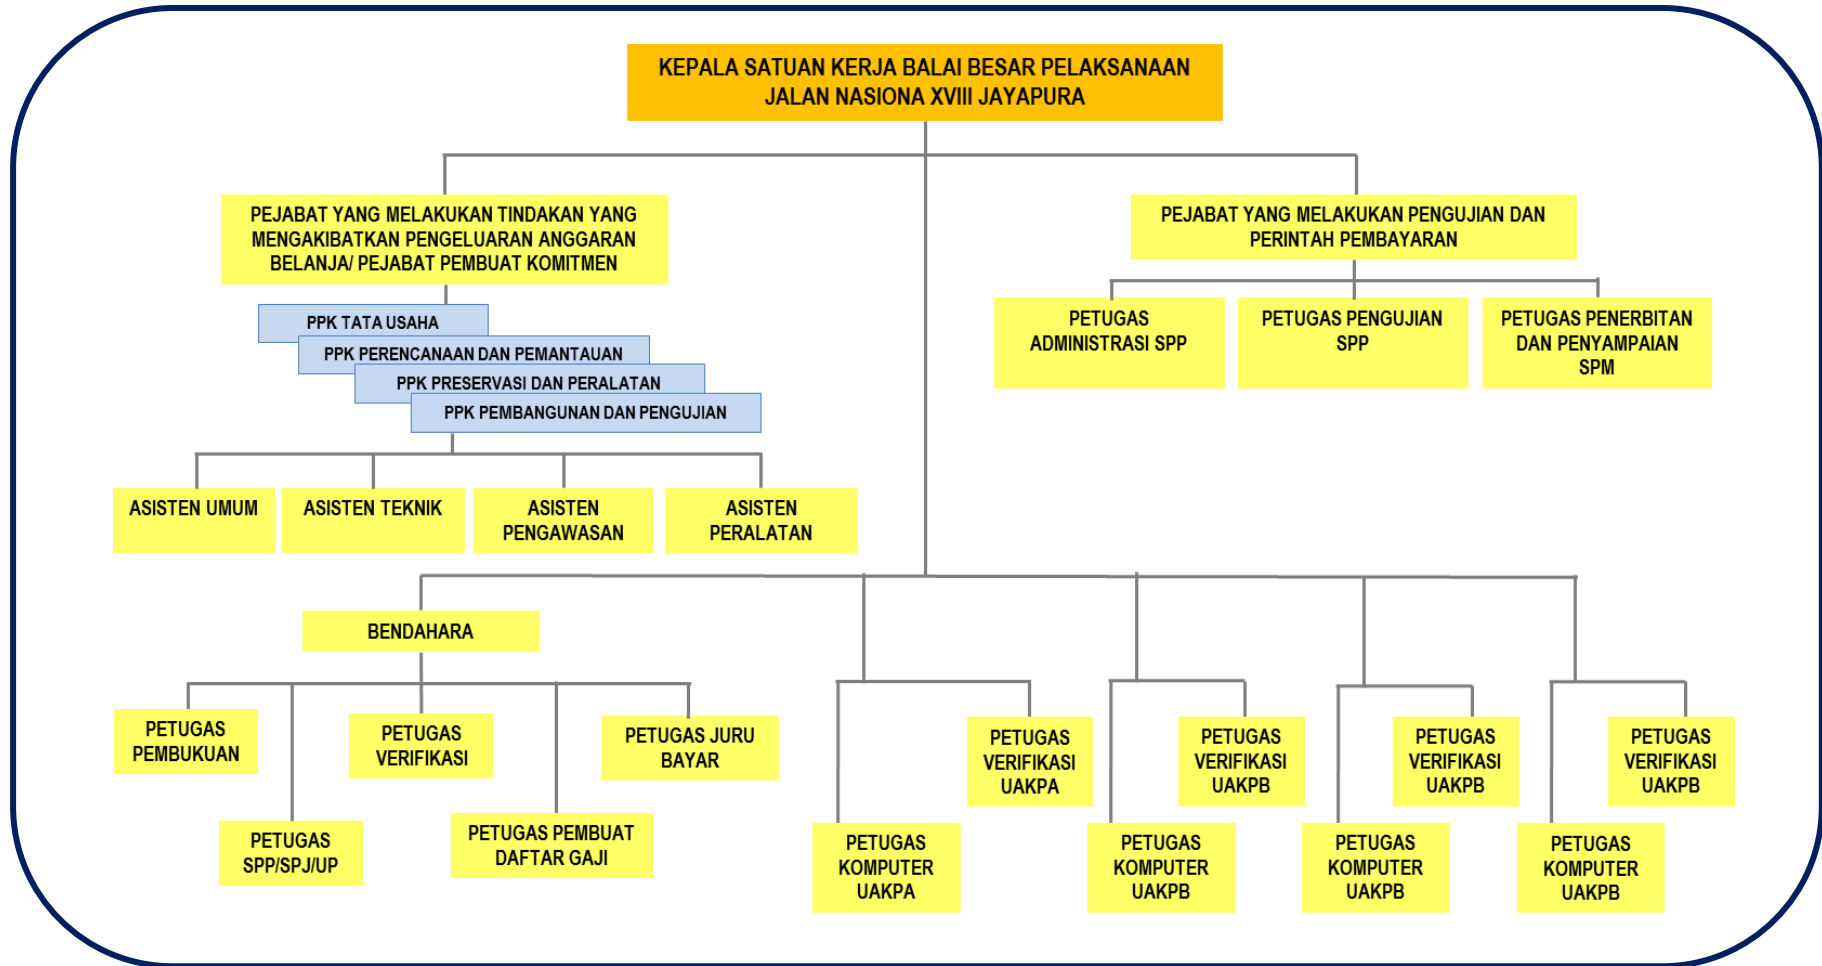 KEPALA SATUAN KERJA BALAI BESAR PELAKSANAAN
JALAN NASIONA XVIII JAYAPURA
PEJABAT YANG MELAKUKAN TINDAKAN YANG
MENGAKIBATKAN PENGELUARAN ANGGARAN
BELANJA/ PEJABAT PEMBUAT KOMITMEN
PEJABAT YANG MELAKUKAN PENGUJIAN DAN
PERINTAH PEMBAYARAN
PPK TATA USAHA
PPK PERENCANAAN DAN PEMANTAUAN
PPK PRESERVASI DAN PERALATAN
PPK PEMBANGUNAN DAN PENGUJIAN
PETUGAS
ADMINISTRASI SPP
PETUGAS PENGUJIAN
SPP
PETUGAS PENERBITAN
DAN PENYAMPAIAN
SPM
ASISTEN UMUM
ASISTEN TEKNIK
ASISTEN
PENGAWASAN
ASISTEN
PERALATAN
BENDAHARA
PETUGAS
PEMBUKUAN
PETUGAS
VERIFIKASI
PETUGAS JURU
BAYAR
PETUGAS
SPP/SPJ/UP
PETUGAS PEMBUAT
DAFTAR GAJI
PETUGAS
VERIFIKASI
UAKPA
PETUGAS
VERIFIKASI
UAKPB
PETUGAS
VERIFIKASI
UAKPB
PETUGAS
VERIFIKASI
UAKPB
PETUGAS
KOMPUTER
UAKPA
PETUGAS
KOMPUTER
UAKPB
PETUGAS
KOMPUTER
UAKPB
PETUGAS
KOMPUTER
UAKPB